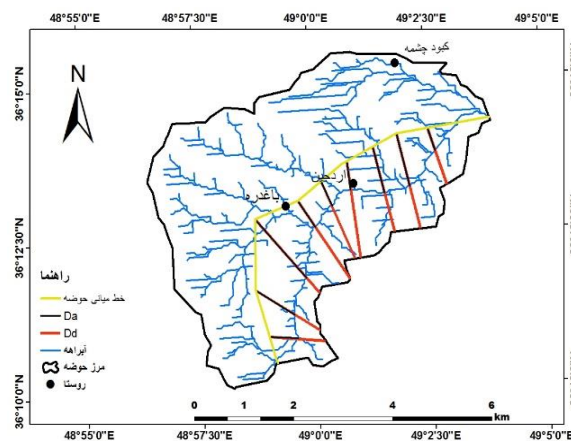 48°55'0"E 48°57'30"E 49°0'0"E 49°2'30"E 49°5'0"E
36°15'0"N
36°12'30"N
36°10'0"N
N
کبود چشمه
اردجین
باغدره
راهنما
خط میانی حوضه
Da
Dd
آبراهه
مرز حوضه
روستا
0 1 2 4 6
km
48°55'0"E 48°57'30"E 49°0'0"E 49°2'30"E 49°5'0"E